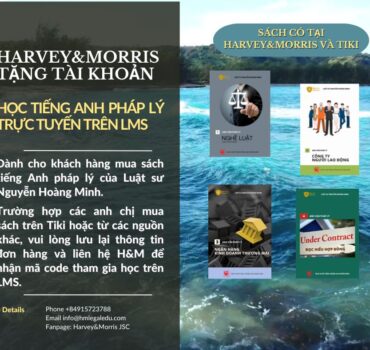 HARVEY&MORRIS
TẶNG TÀI KHOẢN
HỌC TIẾNG ANH PHÁP LÝ
TRỰC TUYẾN TRÊN LMS
Dành cho khách hàng mua sách
tiếng Anh pháp lý của Luật sư
Nguyễn Hoàng Minh.
Trường hợp các anh chị mua
sách trên Tiki hoặc từ các nguồn
khác, vui lòng lưu lại thông tin
đơn hàng và liên hệ H&M để
nhận mã code tham gia học trên
LMS.
Details
Phone +84915723788
Email info@hmlegaledu.com
Fanpage: Harvey&Morris JSC
SÁCH CÓ TẠI
HARVEY&MORRIS VÀ TIKI
NGHỀ LUẬT
CÔNG TY
NGƯỜI LAO ĐỘNG
NGÂN HÀNG
KINH DOANH THƯƠNG MẠI
Under Contract
ĐỌC HIỂU HỢP ĐỒNG